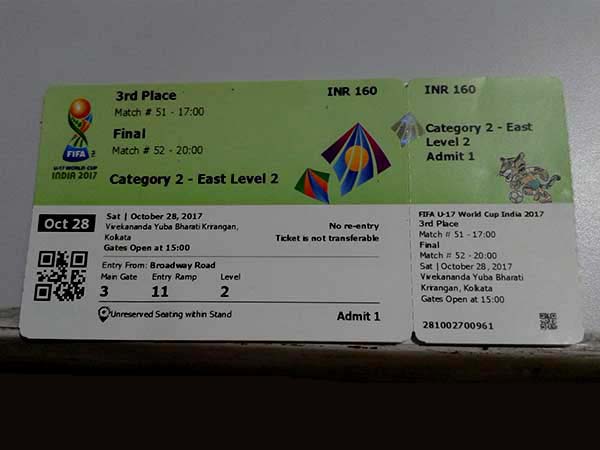 3rd Place
INR 160
Match # 51 - 17:00
Final
Match # 52 - 20:00
Category 2 - East Level 2
FIFA
U-17 WORLD CUP
INDIA 2017
Oct 28
Sat | October 28, 2017
Vivekananda Yuba Bharati Krirangan,
Kolkata
Gates Open at 15:00
No re-entry
Ticket is not transferable
Entry From: Broadway Road
Main Gate Entry Ramp Level
3 11 2
Unreserved Seating within Stand
Admit 1
INR 160
Category 2 - East
Level 2
Admit 1
FIFA U-17 World Cup India 2017
3rd Place
Match # 51 - 17:00
Final
Match # 52 - 20:00
Sat | October 28, 2017
Vivekananda Yuba Bharati
Krirangan, Kolkata
Gates Open at 15:00
281002700961